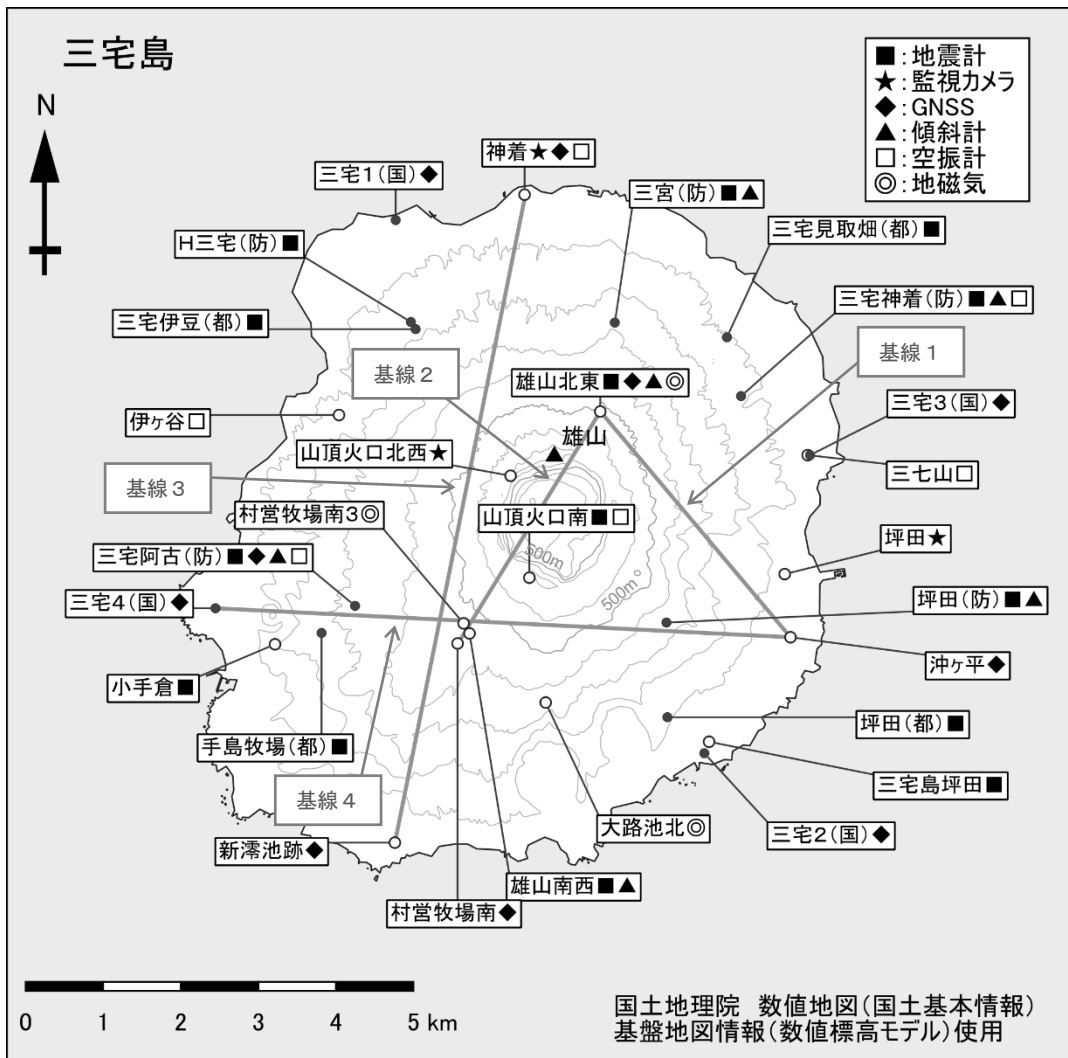 三宅島
■：地震計
★：監視カメラ
◆：GNSS
▲：傾斜計
□：空振計
◎：地磁気
N
神着★◆□
三宅1(国)◆
三宮(防)■▲
三宅見取畑(都)■
H三宅(防)■
三宅神着(防)■▲□
三宅伊豆(都)■
基線1
基線2
雄山北東■◆▲◎
三宅3(国)◆
伊ヶ谷□
雄山
山頂火口北西★
三七山□
基線3
村営牧場南3◎
山頂火口南■□
坪田★
500m
三宅阿古(防)■◆▲□
500m
三宅4(国)◆
坪田(防)■▲
沖ヶ平◆
小手倉■
坪田(都)■
手島牧場(都)■
三宅島坪田■
基線4
大路池北◎
三宅2(国)◆
新澪池跡◆
雄山南西■▲
村営牧場南◆
0 1 2 3 4 5 km
国土地理院 数値地図(国土基本情報)
基盤地図情報(数値標高モデル)使用